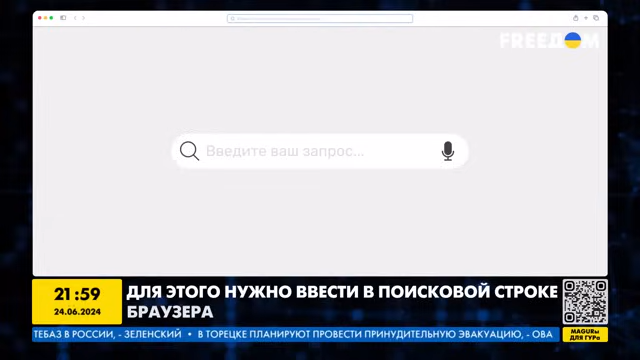 FREEDOM
Введите ваш запрос...
21:59
24.06.2024
ДЛЯ ЭТОГО НУЖНО ВВЕСТИ В ПОИСКОВОЙ СТРОКЕ
БРАУЗЕРА
ТЕБАЗ В РОССИИ, - ЗЕЛЕНСКИЙ • В ТОРЕЦКЕ ПЛАНИРУЮТ ПРОВЕСТИ ПРИНУДИТЕЛЬНУЮ ЭВАКУАЦИЮ, - ОВА
MAGURы
ДЛЯ ГУРа